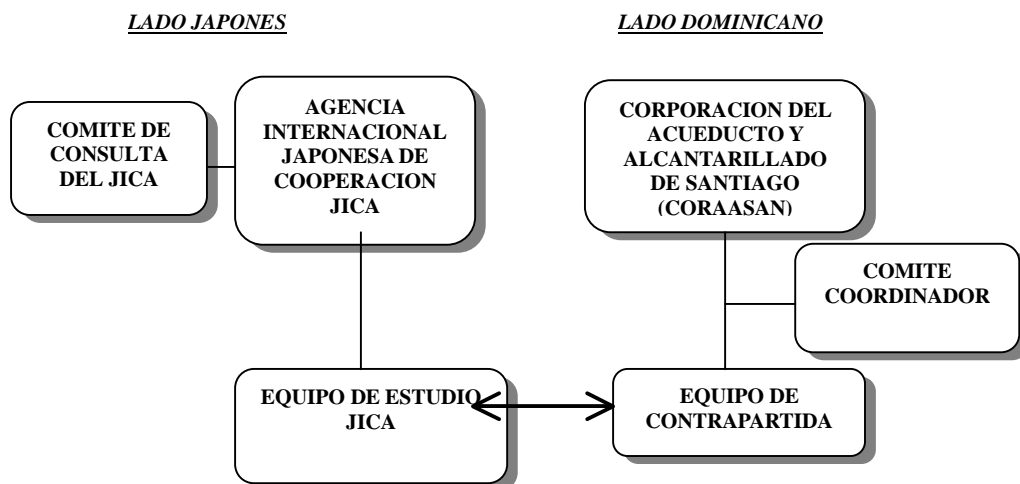 LADO JAPONES
LADO DOMINICANO
COMITE DE
CONSULTA
DEL JICA
AGENCIA
INTERNACIONAL
JAPONESA DE
COOPERACION
JICA
CORPORACION DEL
ACUEDUCTO Y
ALCANTARILLADO
DE SANTIAGO
(CORAASAN)
COMITE
COORDINADOR
EQUIPO DE ESTUDIO
JICA
EQUIPO DE
CONTRAPARTIDA